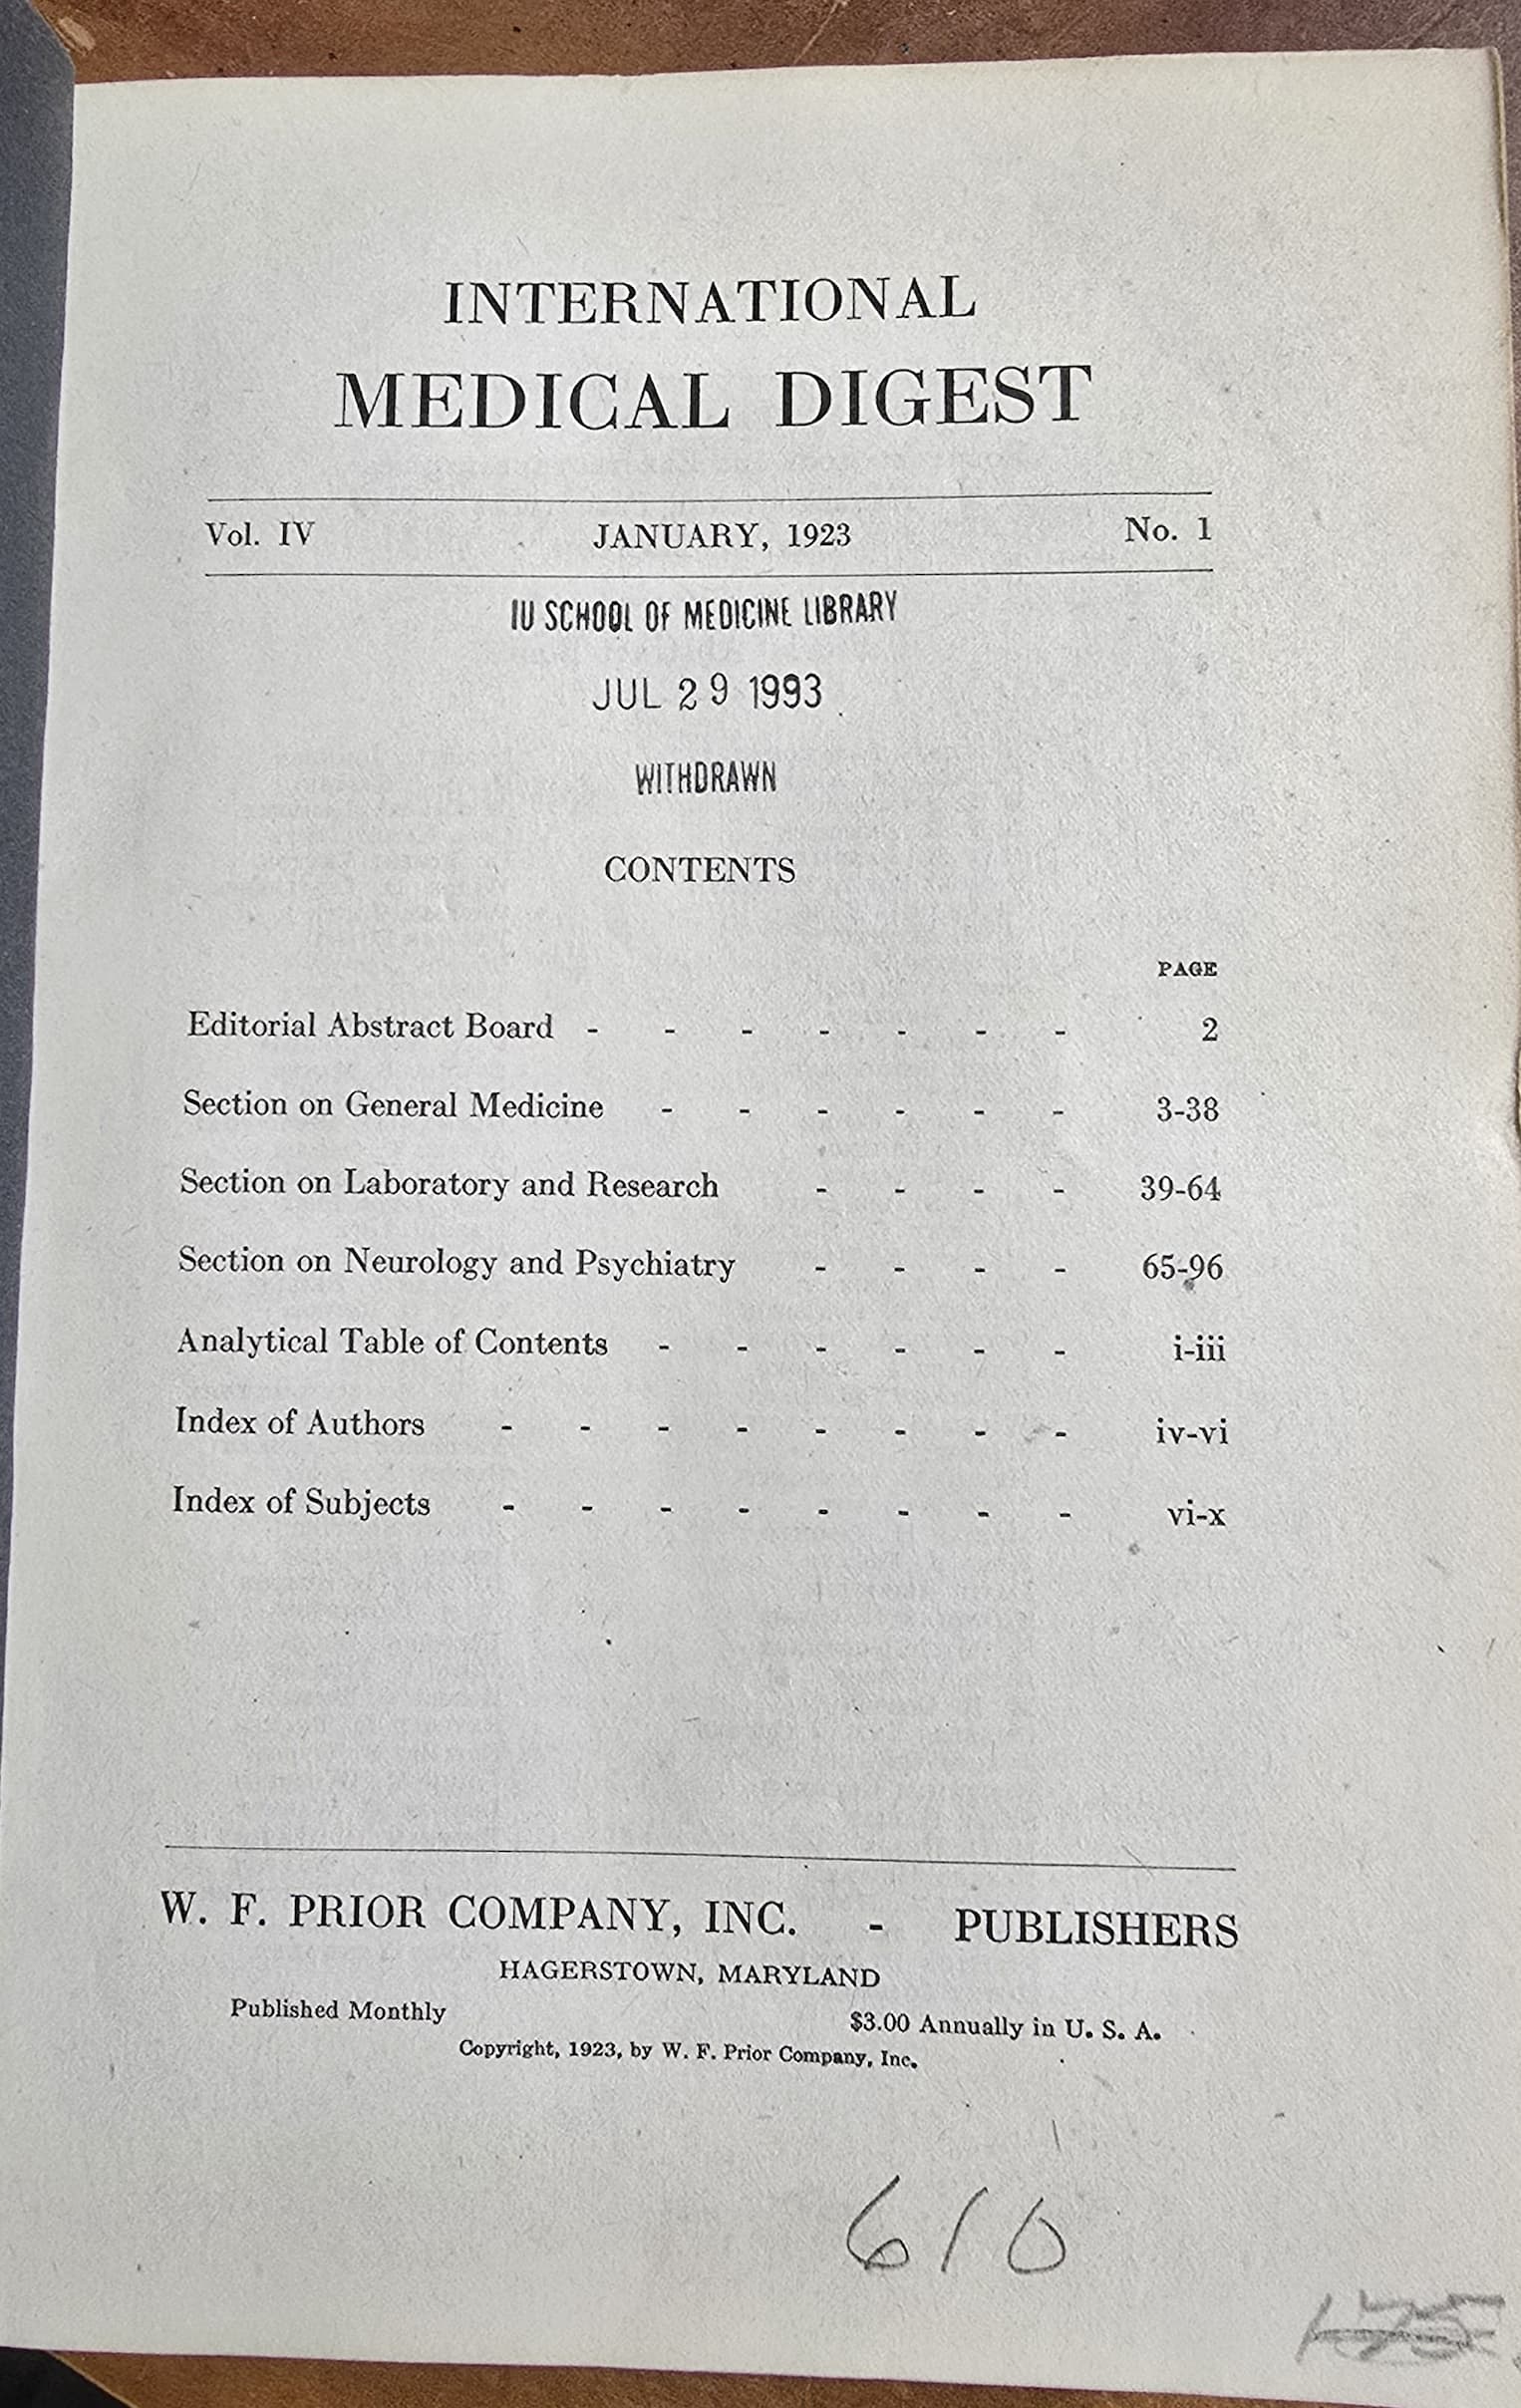 INTERNATIONAL
MEDICAL DIGEST
Vol. IV JANUARY, 1923 No. 1
IU SCHOOL OF MEDICINE LIBRARY
JUL 29 1993
WITHDRAWN
CONTENTS
PAGE
Editorial Abstract Board - - - - - - - 2
Section on General Medicine - - - - - - 3-38
Section on Laboratory and Research - - - - 39-64
Section on Neurology and Psychiatry - - - - 65-96
Analytical Table of Contents - - - - - - i-iii
Index of Authors - - - - - - - - iv-vi
Index of Subjects - - - - - - - - vi-x
W. F. PRIOR COMPANY, INC. - PUBLISHERS
HAGERSTOWN, MARYLAND
Published Monthly $3.00 Annually in U. S. A.
Copyright, 1923, by W. F. Prior Company, Inc.
610